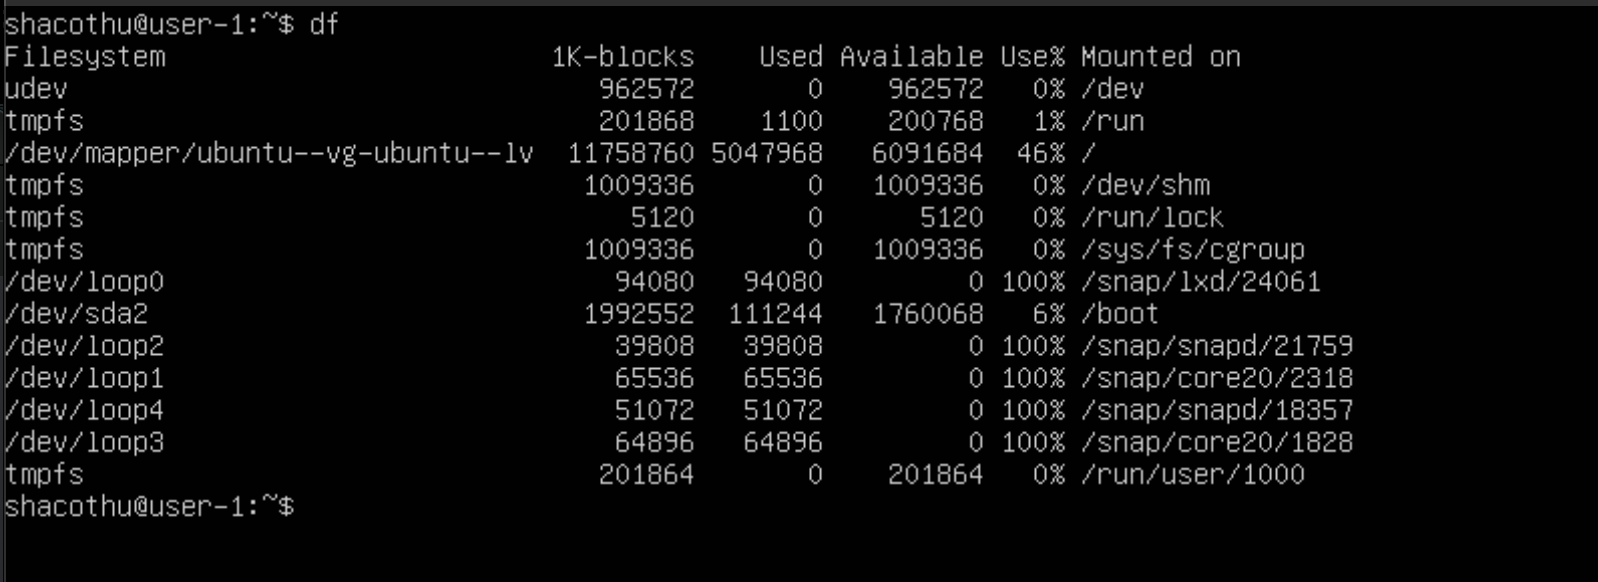 shacothu@user-1:~$ df
Filesystem                        1K-blocks    Used Available Use% Mounted on
udev                                 962572       0    962572   0% /dev
tmpfs                                201868    1100    200768   1% /run
/dev/mapper/ubuntu--vg-ubuntu--lv  11758760 5047968   6091684  46% /
tmpfs                               1009336       0   1009336   0% /dev/shm
tmpfs                                  5120       0      5120   0% /run/lock
tmpfs                               1009336       0   1009336   0% /sys/fs/cgroup
/dev/loop0                            94080   94080         0 100% /snap/lxd/24061
/dev/sda2                           1992552  111244   1760068   6% /boot
/dev/loop2                            39808   39808         0 100% /snap/snapd/21759
/dev/loop1                            65536   65536         0 100% /snap/core20/2318
/dev/loop4                            51072   51072         0 100% /snap/snapd/18357
/dev/loop3                            64896   64896         0 100% /snap/core20/1828
tmpfs                                201864       0    201864   0% /run/user/1000
shacothu@user-1:~$